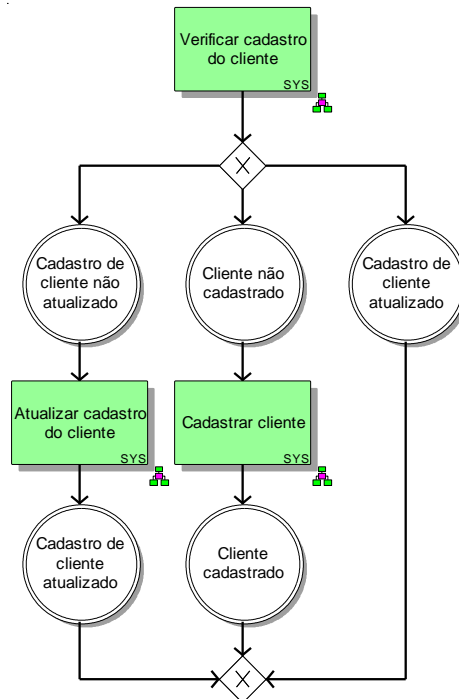 Verificar cadastro
do cliente
SYS
X
Cadastro de
cliente não
atualizado
Cliente não
cadastrado
Cadastro de
cliente
atualizado
Atualizar cadastro
do cliente
SYS
Cadastrar cliente
SYS
Cadastro de
cliente
atualizado
Cliente
cadastrado
X